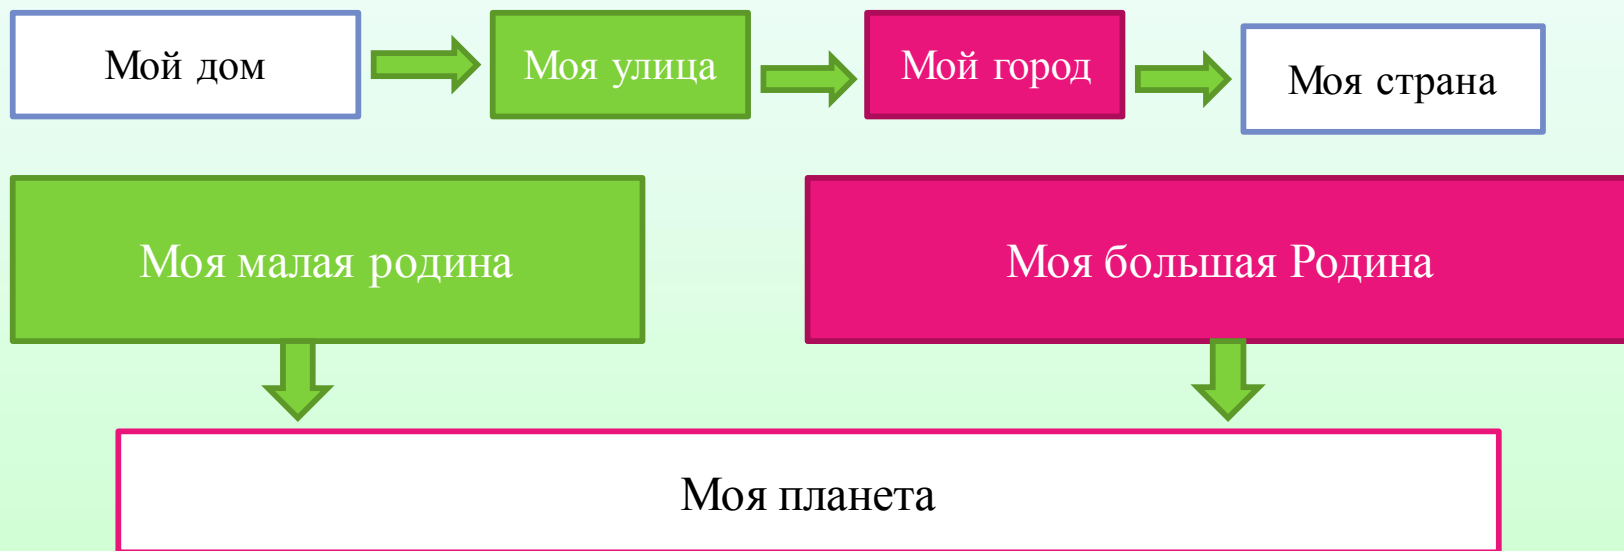 Мой дом
Моя улица
Мой город
Моя страна
Моя малая родина
Моя большая Родина
Моя планета